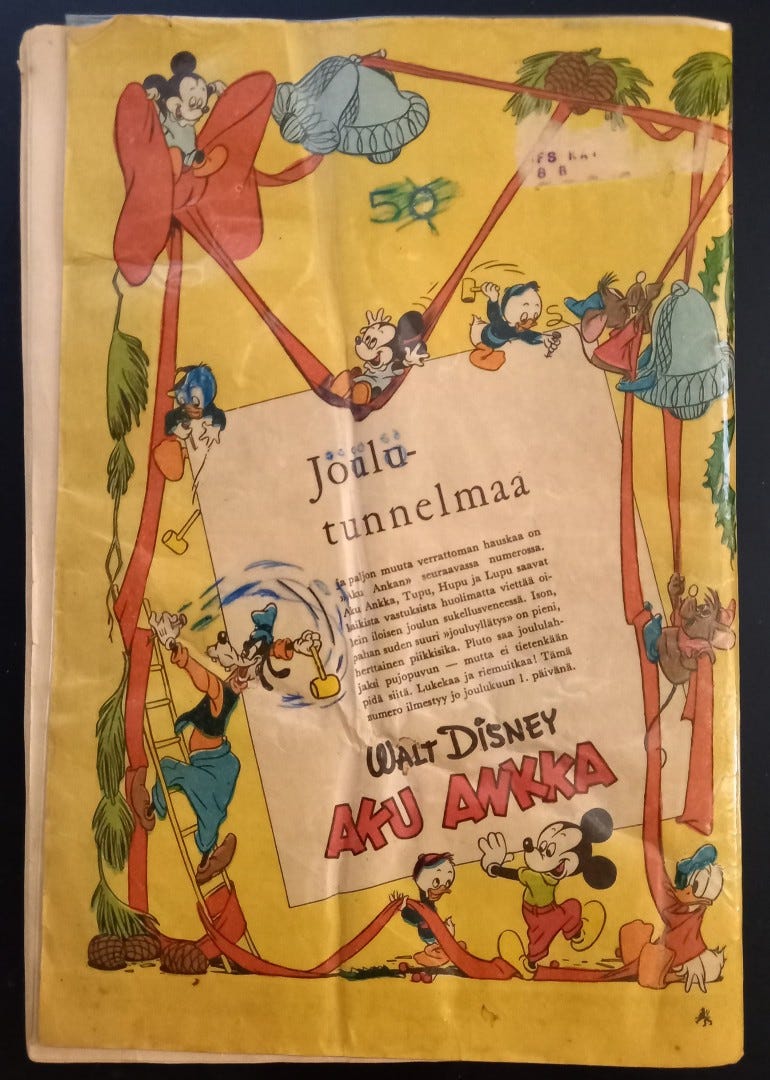 8 8
50
Joulu-
tunnelmaa
ja paljon muuta verrattoman hauskaa on
»Aku Ankan» seuraavassa numerossa.
Aku Ankka, Tupu, Hupu ja Lupu saavat
kaikista vastuksista huolimatta viettää oi-
kein iloisen joulun sukellusveneessä. Ison,
pahan suden suuri »jouluyllätys» on pieni,
herttainen piikkisika. Pluto saa joululah-
jaksi pujopuvun — mutta ei tietenkään
pidä siitä. Lukekaa ja riemuitkaa! Tämä
numero ilmestyy jo joulukuun 1. päivänä.
WALT DISNEY
AKU ANKKA